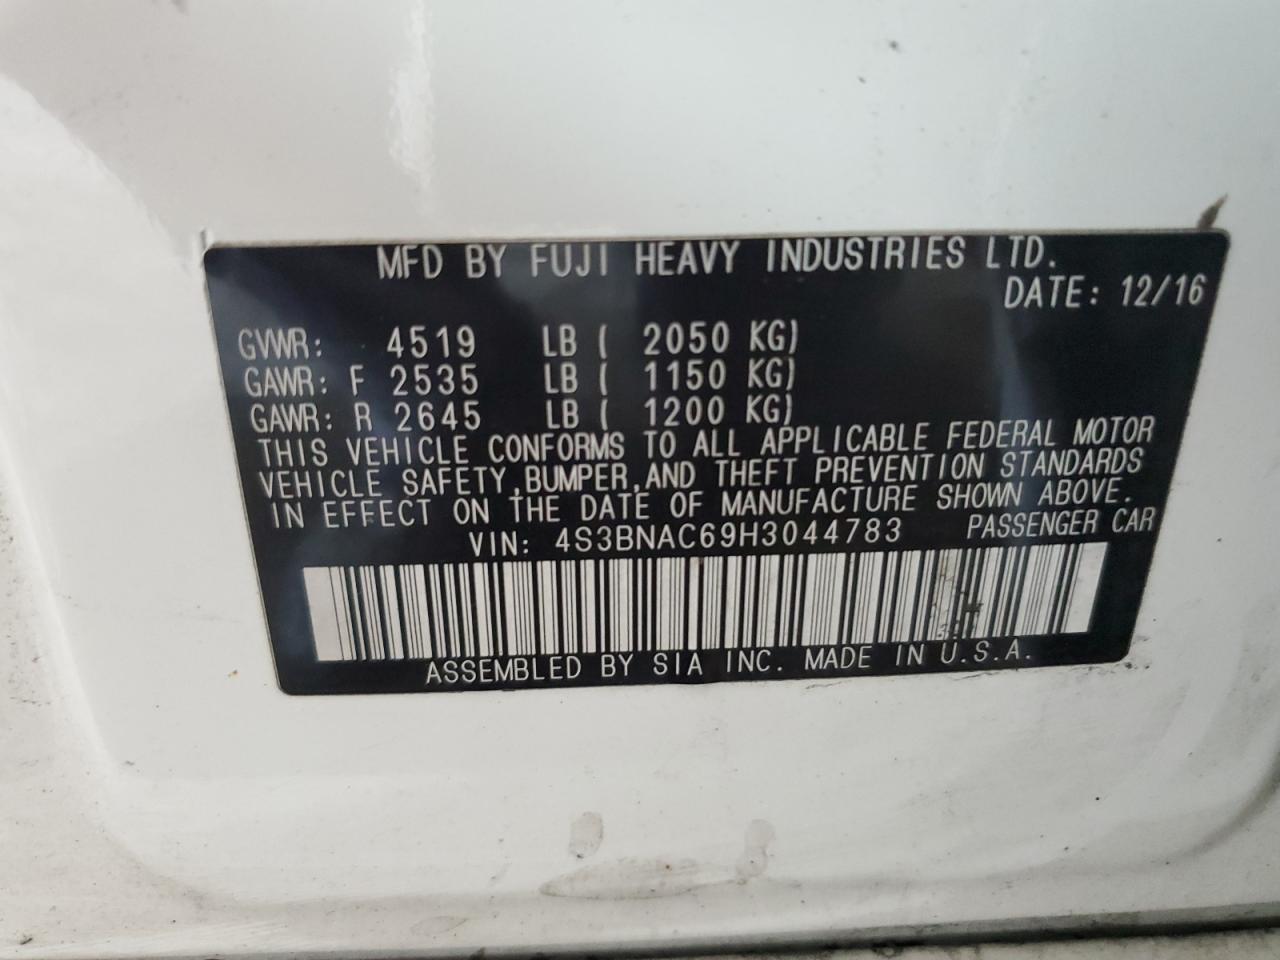 MFD BY FUJI HEAVY INDUSTRIES LTD.
DATE: 12/16
GVWR: 4519 LB ( 2050 KG)
GAWR: F 2535 LB ( 1150 KG)
GAWR: R 2645 LB ( 1200 KG)
THIS VEHICLE CONFORMS TO ALL APPLICABLE FEDERAL MOTOR
VEHICLE SAFETY,BUMPER,AND THEFT PREVENTION STANDARDS
IN EFFECT ON THE DATE OF MANUFACTURE SHOWN ABOVE.
VIN: 4S3BNAC69H3044783 PASSENGER CAR
ASSEMBLED BY SIA INC. MADE IN U.S.A.